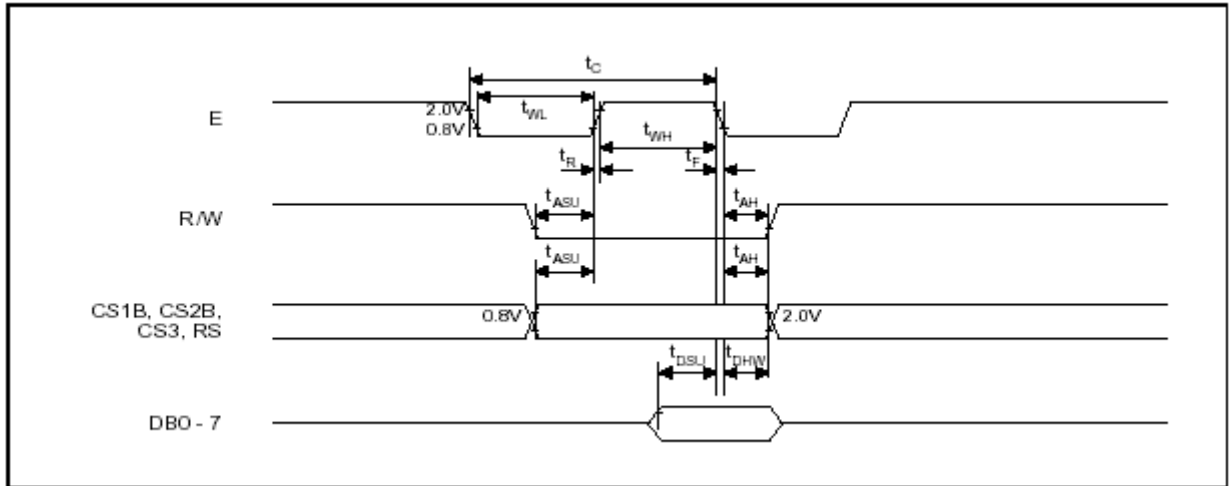 tC
E
2.0V
0.8V
tWL
tWH
tR
tF
R/W
tASU
tAH
tASU
tAH
CS1B, CS2B,
CS3, RS
0.8V
2.0V
tDSU
tDHW
DB0 - 7